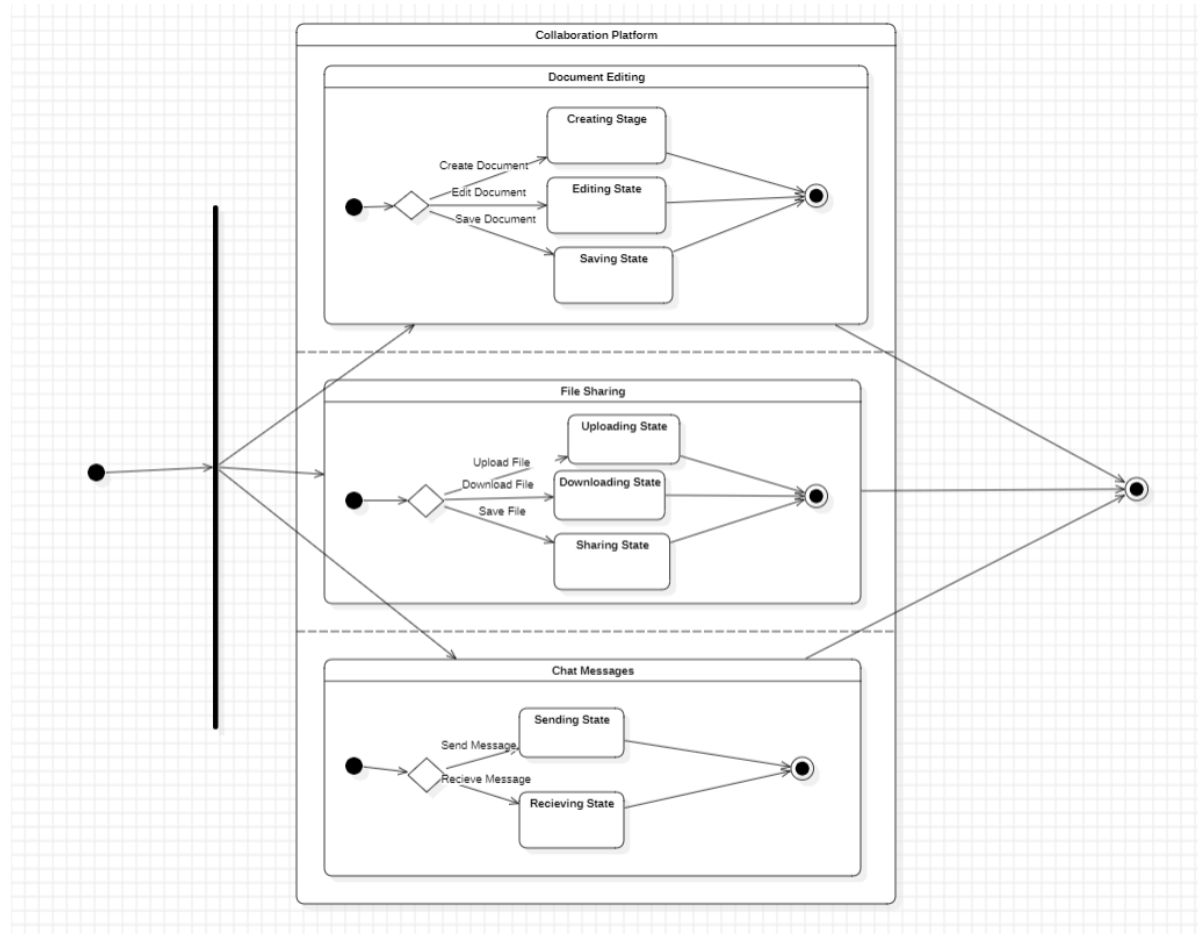 Collaboration Platform
Document Editing
Creating Stage
Create Document
Editing State
Edit Document
Save Document
Saving State
File Sharing
Uploading State
Upload File
Downloading State
Download File
Save File
Sharing State
Chat Messages
Sending State
Send Message
Recieve Message
Recieving State